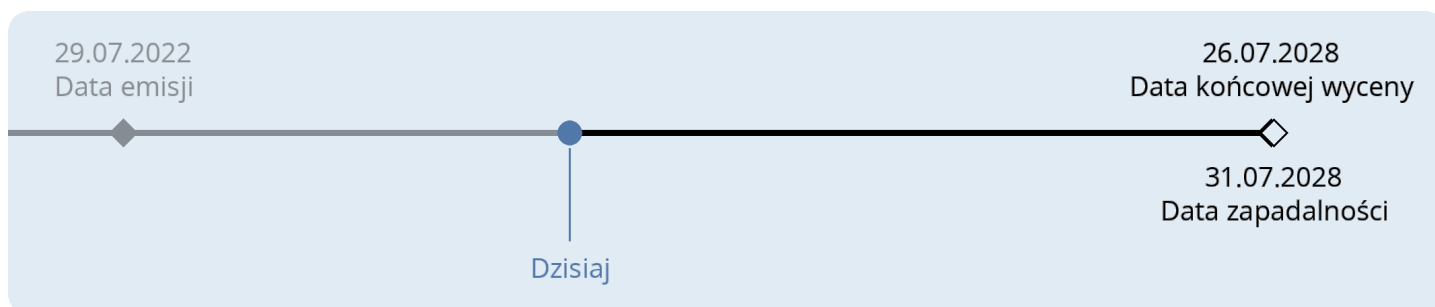 29.07.2022
Data emisji
26.07.2028
Data końcowej wyceny
31.07.2028
Data zapadalności
Dzisiaj